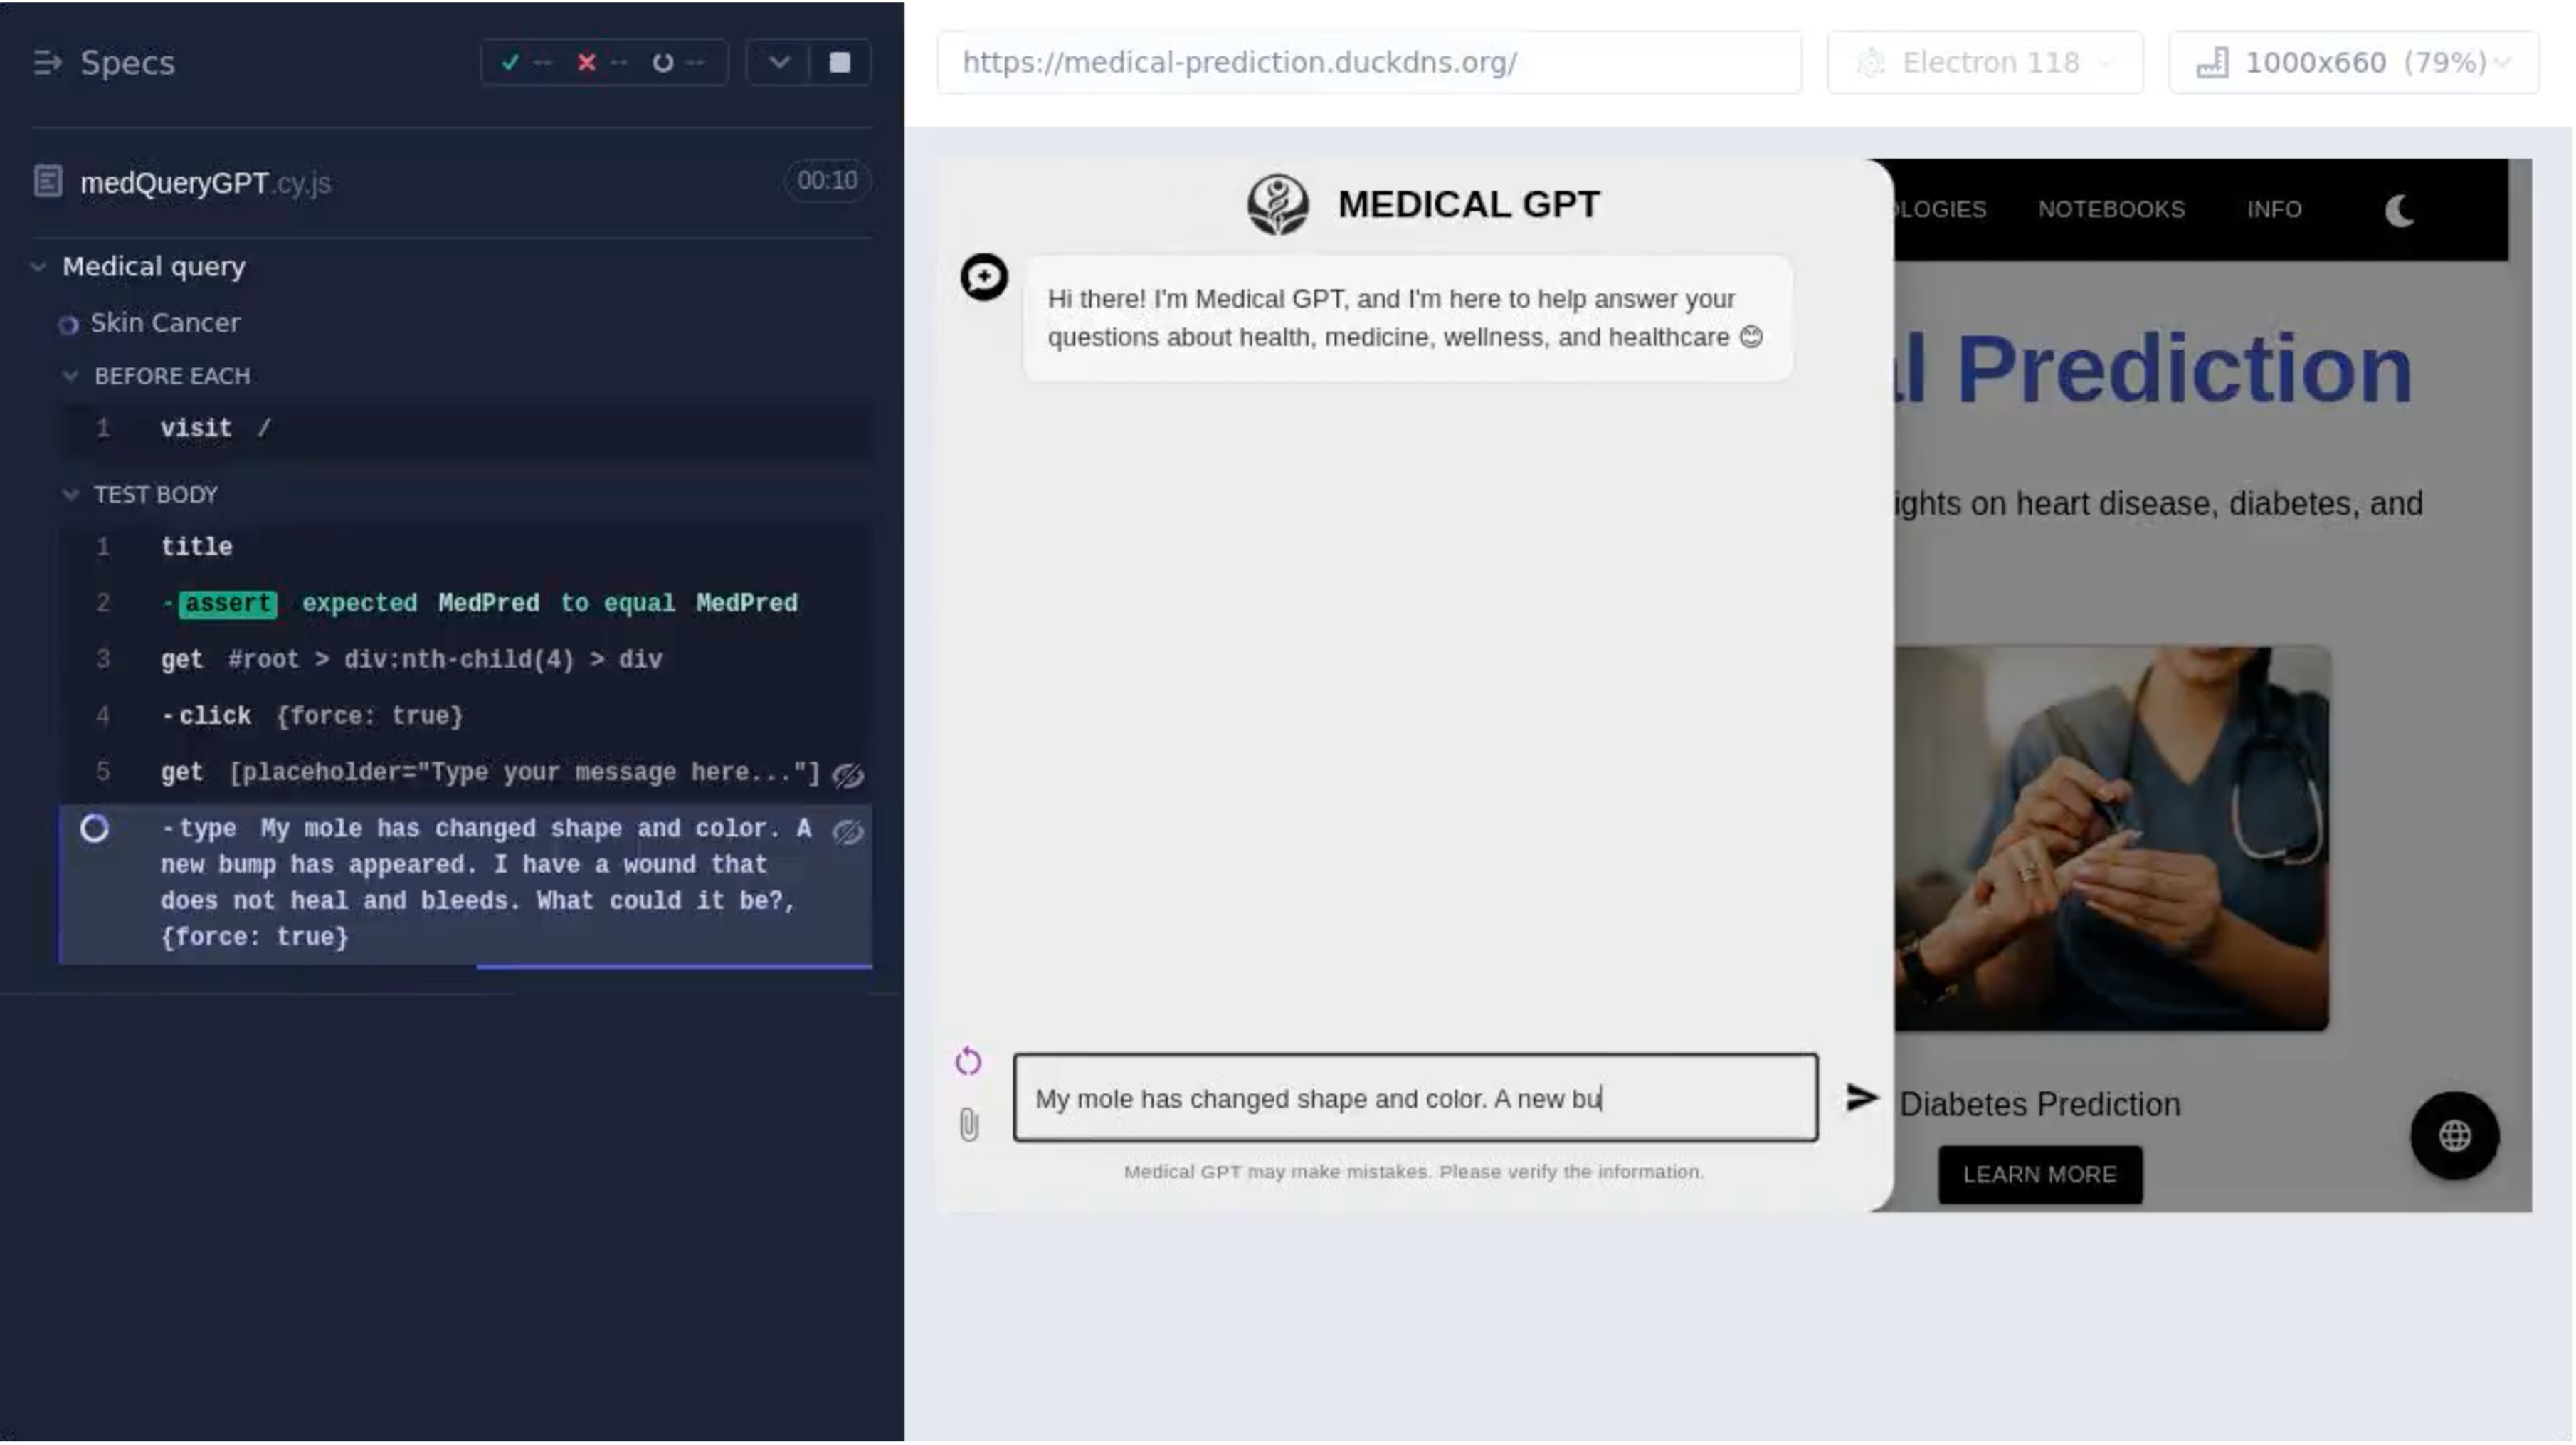 Specs
-- -- --
medQueryGPT.cy.js 00:10
Medical query
Skin Cancer
BEFORE EACH
1 visit /
TEST BODY
1 title
2 -assert expected MedPred to equal MedPred
3 get #root > div:nth-child(4) > div
4 -click {force: true}
5 get [placeholder="Type your message here..."]
-type My mole has changed shape and color. A
new bump has appeared. I have a wound that
does not heal and bleeds. What could it be?,
{force: true}
https://medical-prediction.duckdns.org/
Electron 118
1000x660 (79%)
MEDICAL GPT
Hi there! I'm Medical GPT, and I'm here to help answer your
questions about health, medicine, wellness, and healthcare 😊
My mole has changed shape and color. A new bu
Medical GPT may make mistakes. Please verify the information.
OLOGIES NOTEBOOKS INFO
l Prediction
ights on heart disease, diabetes, and
Diabetes Prediction
LEARN MORE